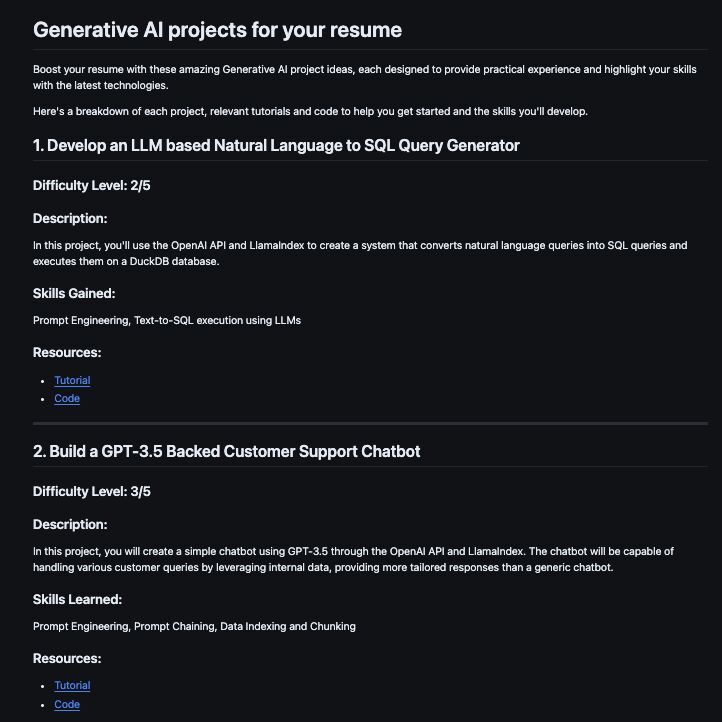 Generative AI projects for your resume
Boost your resume with these amazing Generative AI project ideas, each designed to provide practical experience and highlight your skills
with the latest technologies.
Here's a breakdown of each project, relevant tutorials and code to help you get started and the skills you'll develop.
1. Develop an LLM based Natural Language to SQL Query Generator
Difficulty Level: 2/5
Description:
In this project, you'll use the OpenAI API and LlamaIndex to create a system that converts natural language queries into SQL queries and
executes them on a DuckDB database.
Skills Gained:
Prompt Engineering, Text-to-SQL execution using LLMs
Resources:
• Tutorial
• Code
2. Build a GPT-3.5 Backed Customer Support Chatbot
Difficulty Level: 3/5
Description:
In this project, you will create a simple chatbot using GPT-3.5 through the OpenAI API and LlamaIndex. The chatbot will be capable of
handling various customer queries by leveraging internal data, providing more tailored responses than a generic chatbot.
Skills Learned:
Prompt Engineering, Prompt Chaining, Data Indexing and Chunking
Resources:
• Tutorial
• Code